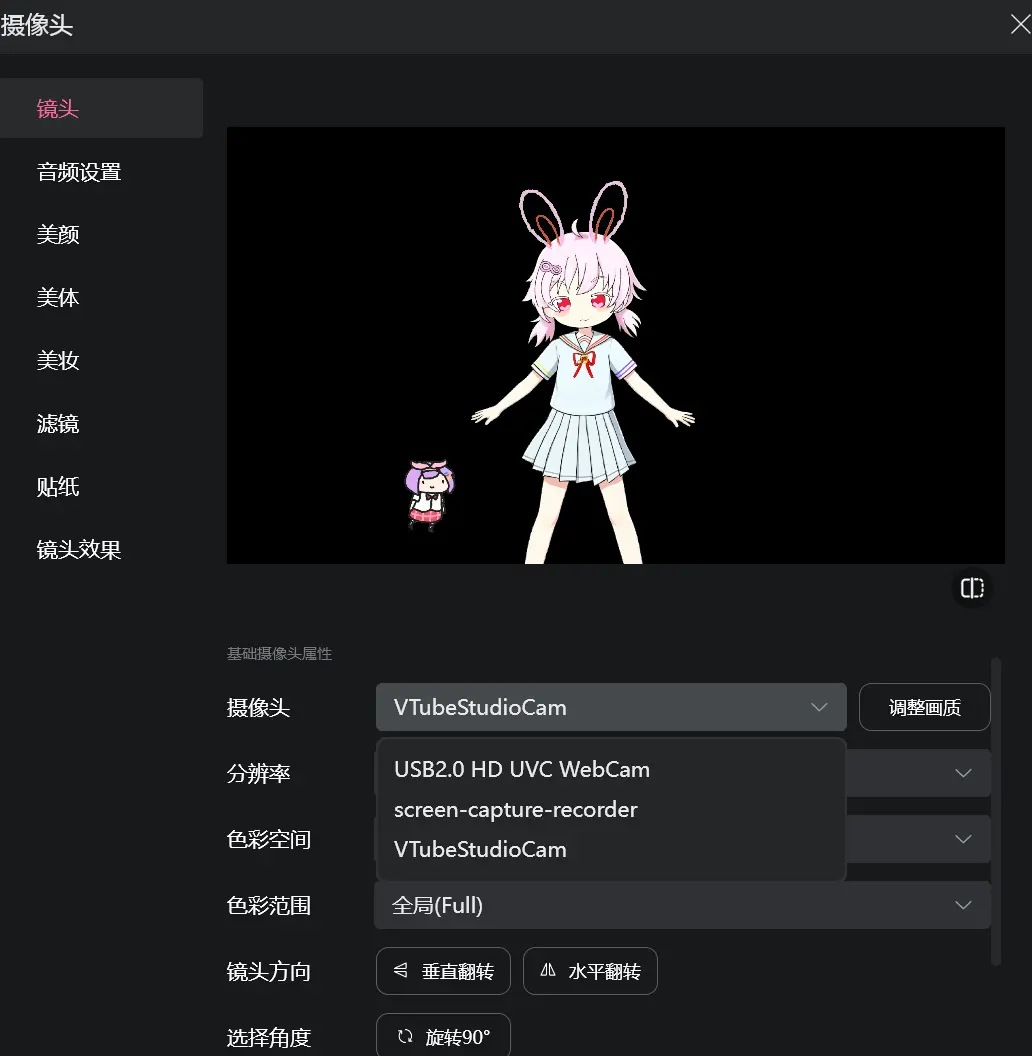 摄像头
镜头
音频设置
美颜
美体
美妆
滤镜
贴纸
镜头效果
基础摄像头属性
摄像头 VTubeStudioCam 调整画质
USB2.0 HD UVC WebCam
分辨率
screen-capture-recorder
色彩空间
VTubeStudioCam
色彩范围 全局(Full)
镜头方向 垂直翻转 水平翻转
选择角度 旋转90°